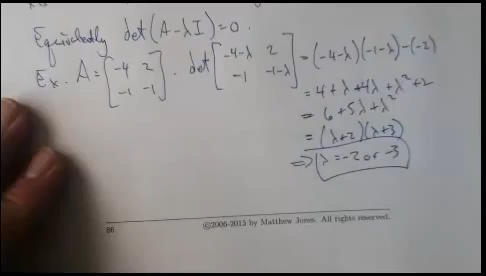 Equivalently det(A-λI)=0.
Ex. A = [-4 2; -1 -1] . det[-4-λ 2; -1 -1-λ] = (-4-λ)(-1-λ)-(-2)
= 4+λ+4λ+λ²+2
= 6+5λ+λ²
= (λ+2)(λ+3)
⇒ λ=-2 or -3
86
©2006-2015 by Matthew Jones. All rights reserved.